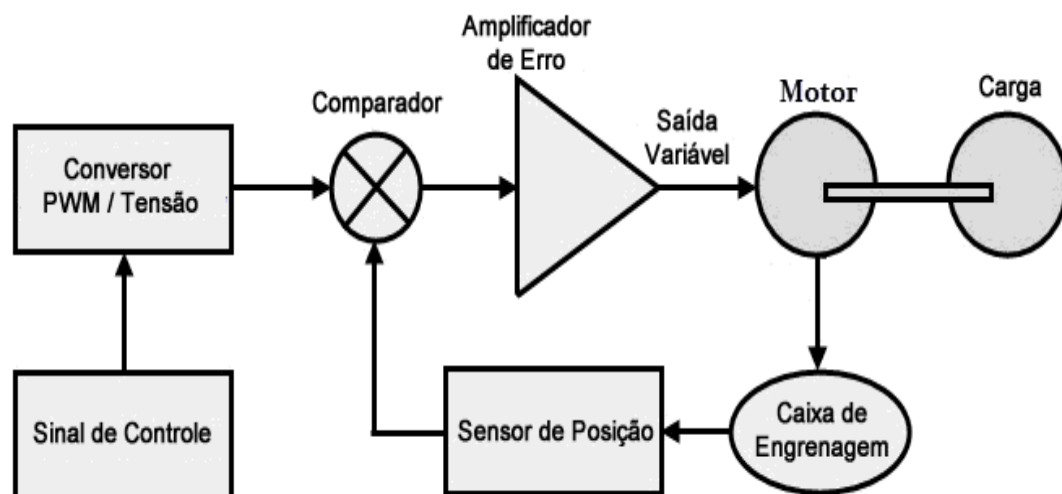 Amplificador
de Erro
Comparador
Saída
Variável
Motor
Carga
Conversor
PWM / Tensão
Sinal de Controle
Sensor de Posição
Caixa de
Engrenagem